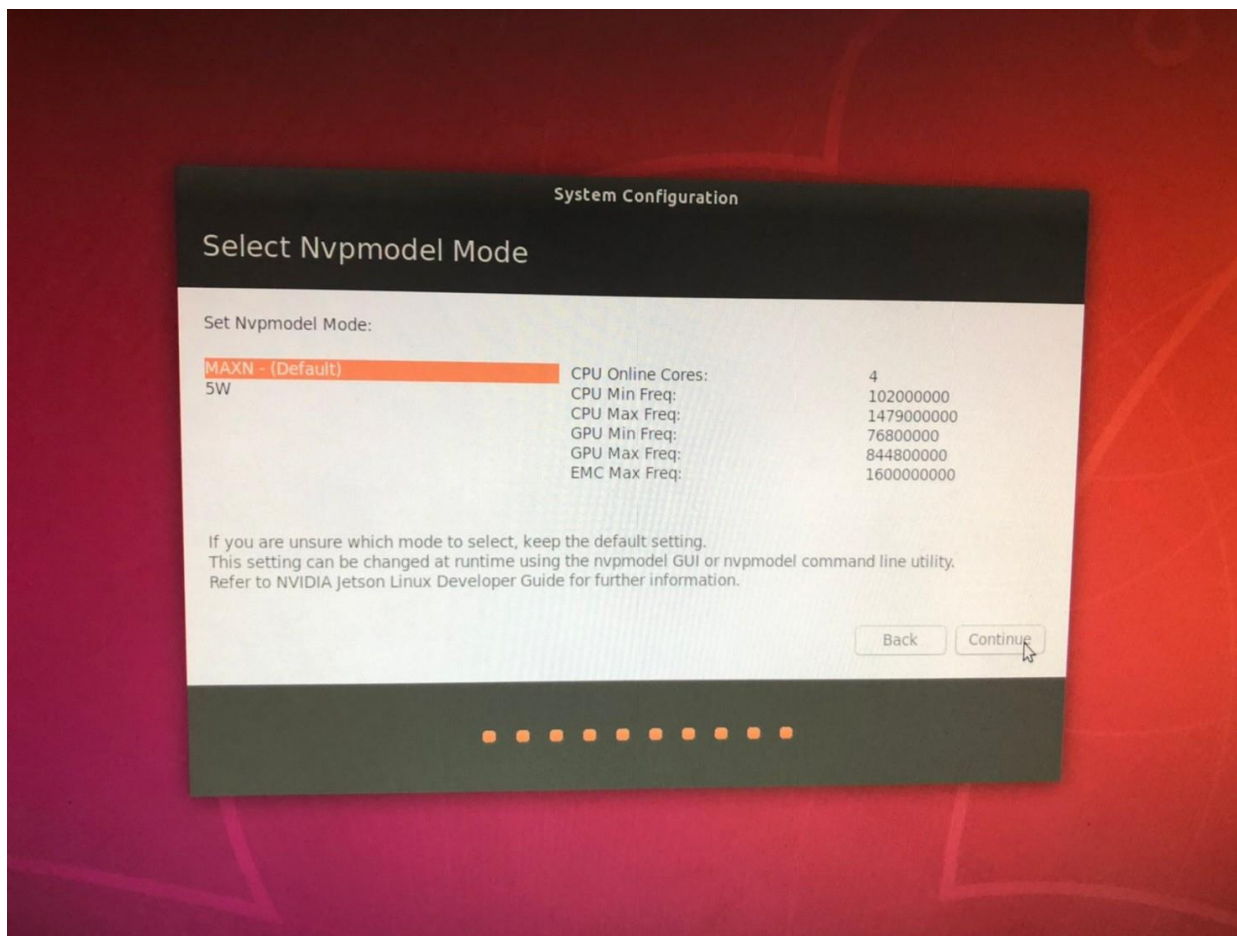 System Configuration
Select Nvpmodel Mode
Set Nvpmodel Mode:
MAXN - (Default)
5W
CPU Online Cores: 4
CPU Min Freq: 102000000
CPU Max Freq: 1479000000
GPU Min Freq: 76800000
GPU Max Freq: 844800000
EMC Max Freq: 1600000000
If you are unsure which mode to select, keep the default setting.
This setting can be changed at runtime using the nvpmodel GUI or nvpmodel command line utility.
Refer to NVIDIA Jetson Linux Developer Guide for further information.
Back Continue